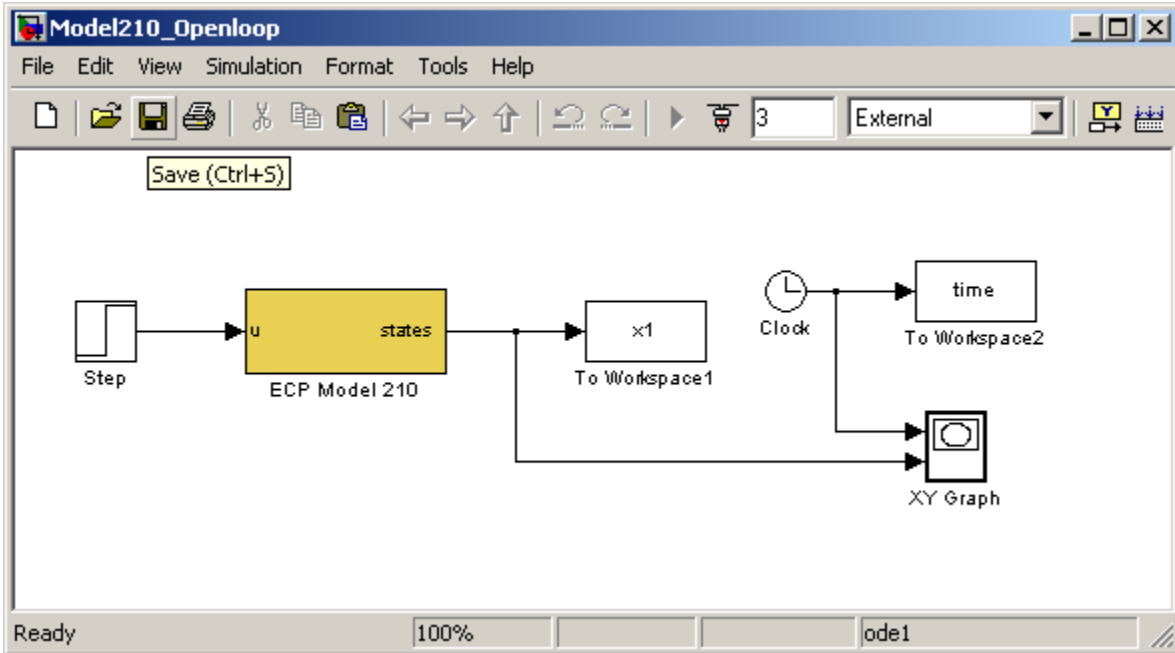 Model210_Openloop
File Edit View Simulation Format Tools Help
3 External
Save (Ctrl+S)
u states
x1
time
Step
ECP Model 210
To Workspace1
Clock
To Workspace2
XY Graph
Ready 100% ode1